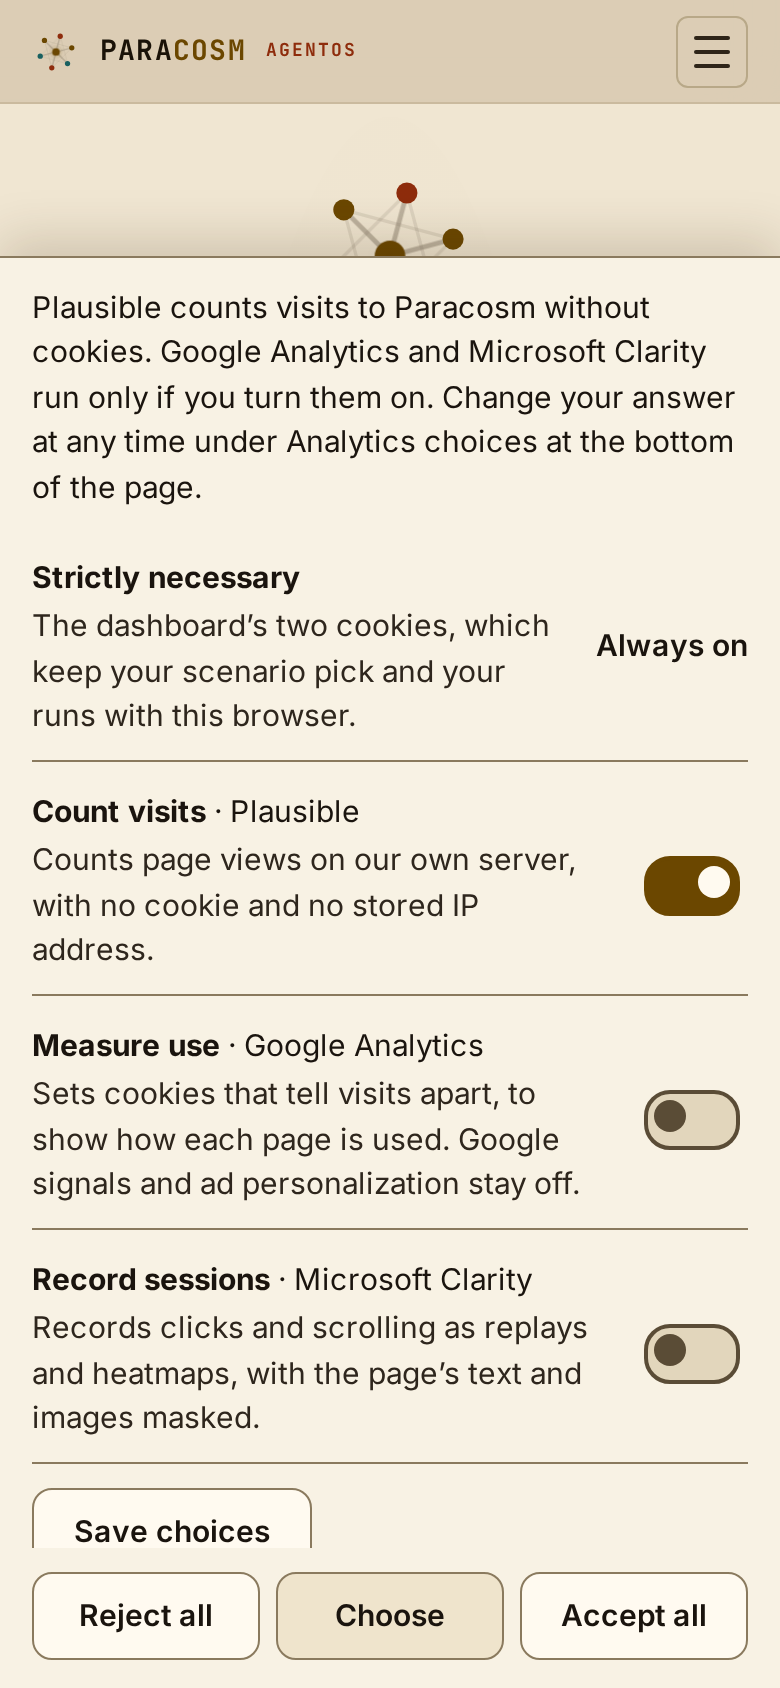 PARACOSM AGENTOS
Plausible counts visits to Paracosm without
cookies. Google Analytics and Microsoft Clarity
run only if you turn them on. Change your answer
at any time under Analytics choices at the bottom
of the page.
Strictly necessary
The dashboard’s two cookies, which
keep your scenario pick and your
runs with this browser.
Always on
Count visits · Plausible
Counts page views on our own server,
with no cookie and no stored IP
address.
Measure use · Google Analytics
Sets cookies that tell visits apart, to
show how each page is used. Google
signals and ad personalization stay off.
Record sessions · Microsoft Clarity
Records clicks and scrolling as replays
and heatmaps, with the page’s text and
images masked.
Save choices
Reject all
Choose
Accept all